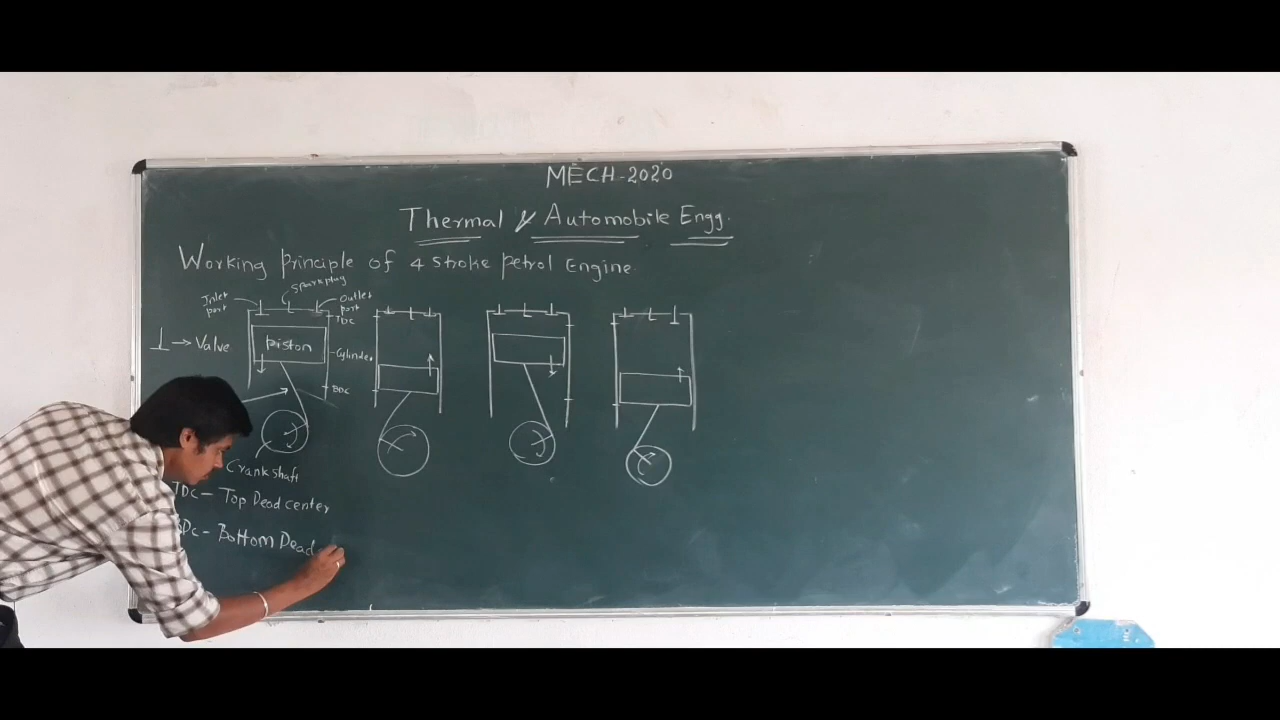 MECH-2020
Thermal & Automobile Engg.
Working principle of 4 stroke petrol Engine.
spark plug
Inlet port
outlet port
TDC
⊥ → Valve
piston
Cylinder
BDC
Crankshaft
TDC - Top Dead center
BDC - Bottom Dead